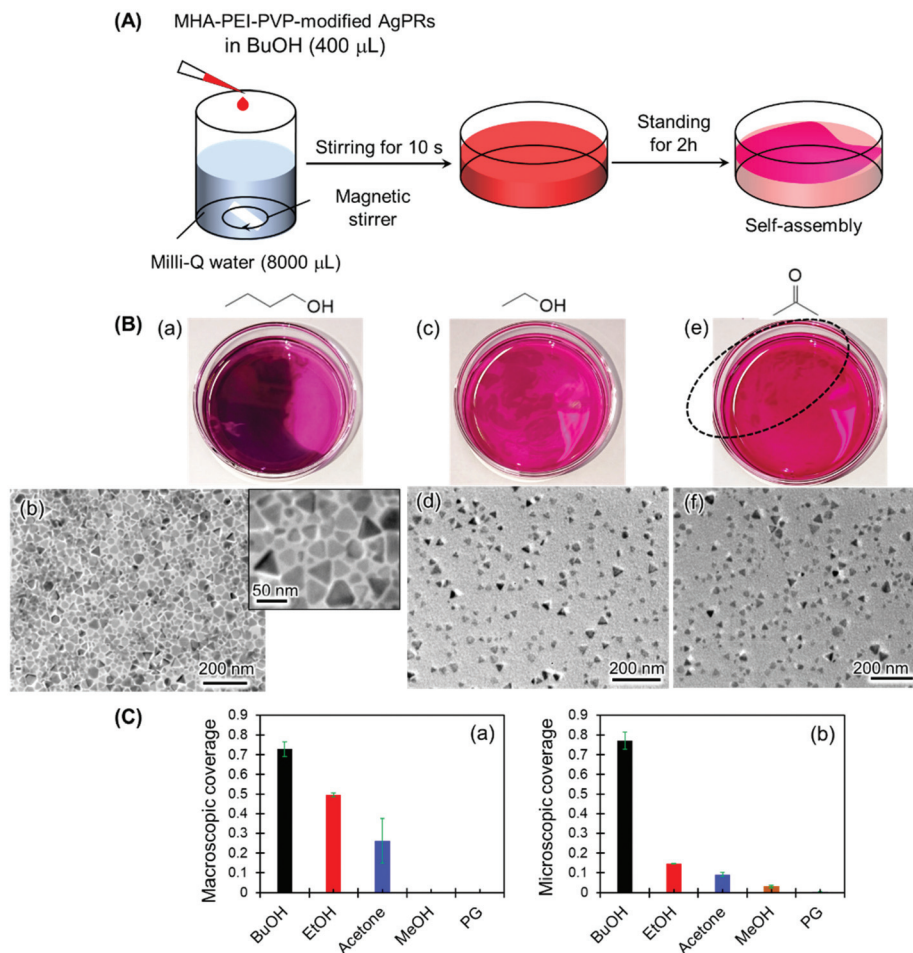 (A)
MHA-PEI-PVP-modified AgPRs
in BuOH (400 μL)
Stirring for 10 s
Magnetic
stirrer
Milli-Q water (8000 μL)
Standing
for 2h
Self-assembly
(B)
OH
(a)
OH
(c)
O
(e)
(b)
50 nm
200 nm
(d)
200 nm
(f)
200 nm
(C)
Macroscopic coverage
0.9
0.8
0.7
0.6
0.5
0.4
0.3
0.2
0.1
0
(a)
BuOH
EtOH
Acetone
MeOH
PG
Microscopic coverage
0.9
0.8
0.7
0.6
0.5
0.4
0.3
0.2
0.1
0
(b)
BuOH
EtOH
Acetone
MeOH
PG